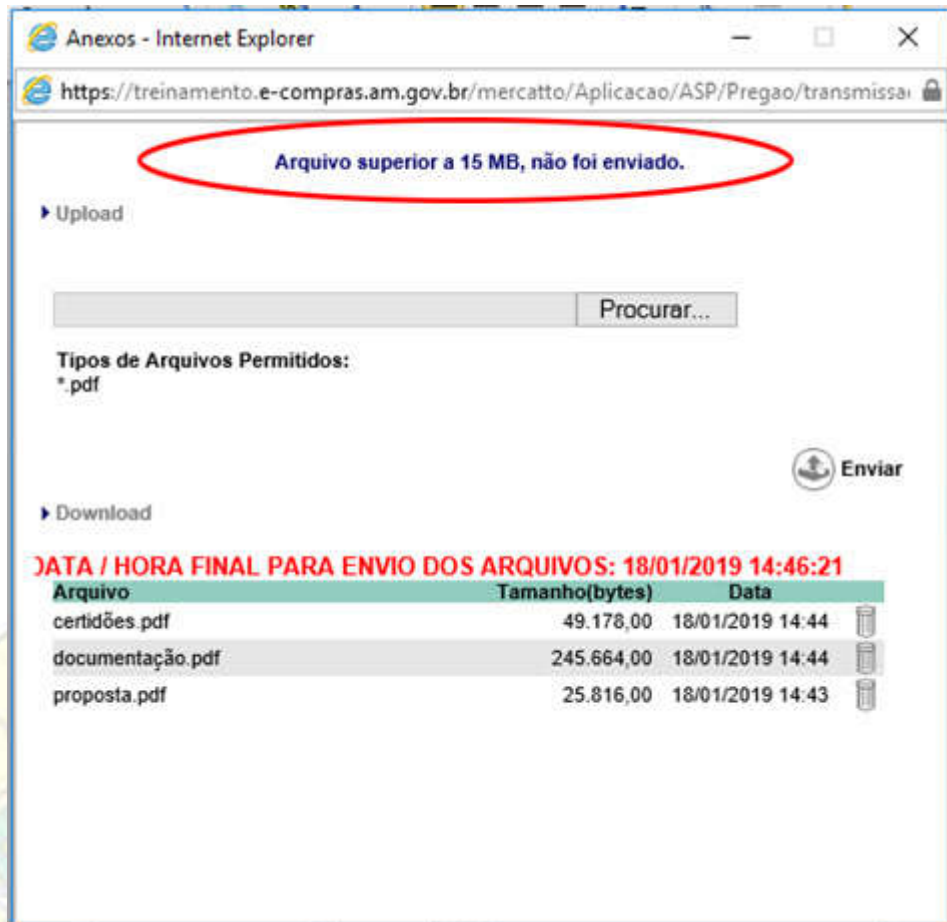 Anexos - Internet Explorer
https://treinamento.e-compras.am.gov.br/mercatto/Aplicacao/ASP/Pregao/transmissa
Arquivo superior a 15 MB, não foi enviado.
Upload
Procurar...
Tipos de Arquivos Permitidos:
*.pdf
Enviar
Download
DATA / HORA FINAL PARA ENVIO DOS ARQUIVOS: 18/01/2019 14:46:21
Arquivo Tamanho(bytes) Data
certidões.pdf 49.178,00 18/01/2019 14:44
documentação.pdf 245.664,00 18/01/2019 14:44
proposta.pdf 25.816,00 18/01/2019 14:43